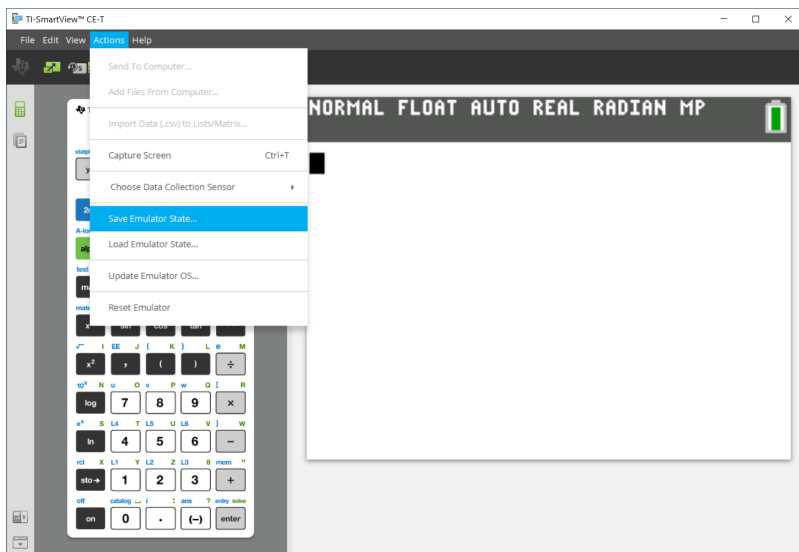 TI-SmartView™ CE-T
File Edit View Actions Help
Send To Computer...
Add Files From Computer...
Import Data (.csv) to Lists/Matrix...
Capture Screen Ctrl+T
Choose Data Collection Sensor
Save Emulator State...
Load Emulator State...
Update Emulator OS...
Reset Emulator
NORMAL FLOAT AUTO REAL RADIAN MP
sin cos tan
√ I EE J { K } L e M
x² , ( ) ÷
10ˣ N u O v P w Q [ R
log 7 8 9 ×
eˣ S L4 T L5 U L6 V ] W
ln 4 5 6 −
rcl X L1 Y L2 Z L3 θ mem "
sto→ 1 2 3 +
off catalog ⎵ i : ans ? entry solve
on 0 . (−) enter